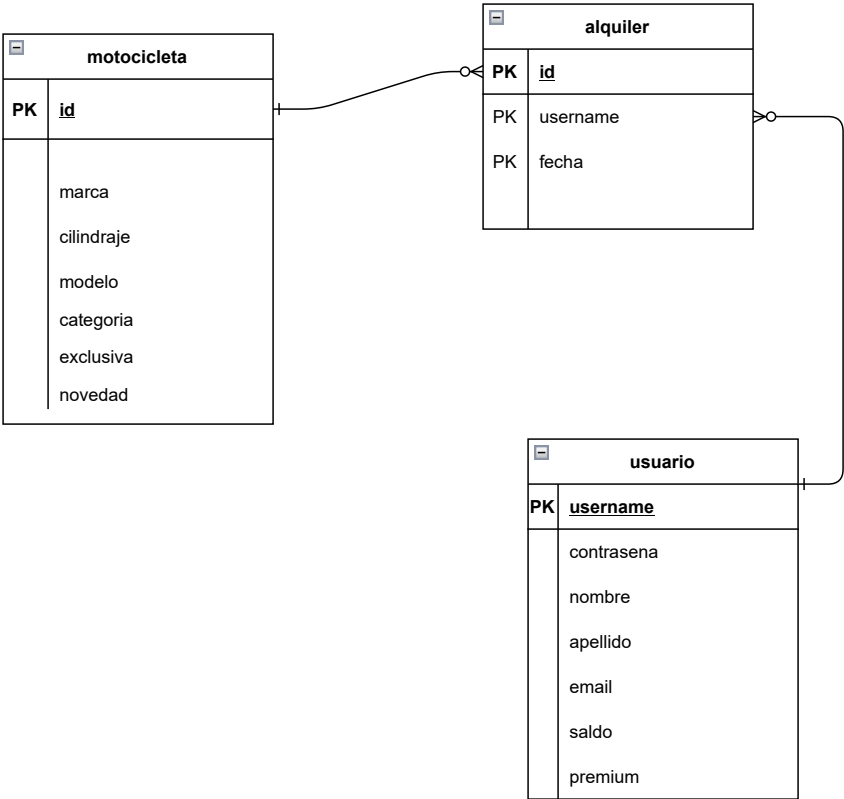 motocicleta
PK id
marca
cilindraje
modelo
categoria
exclusiva
novedad
alquiler
PK id
PK username
PK fecha
usuario
PK username
contrasena
nombre
apellido
email
saldo
premium